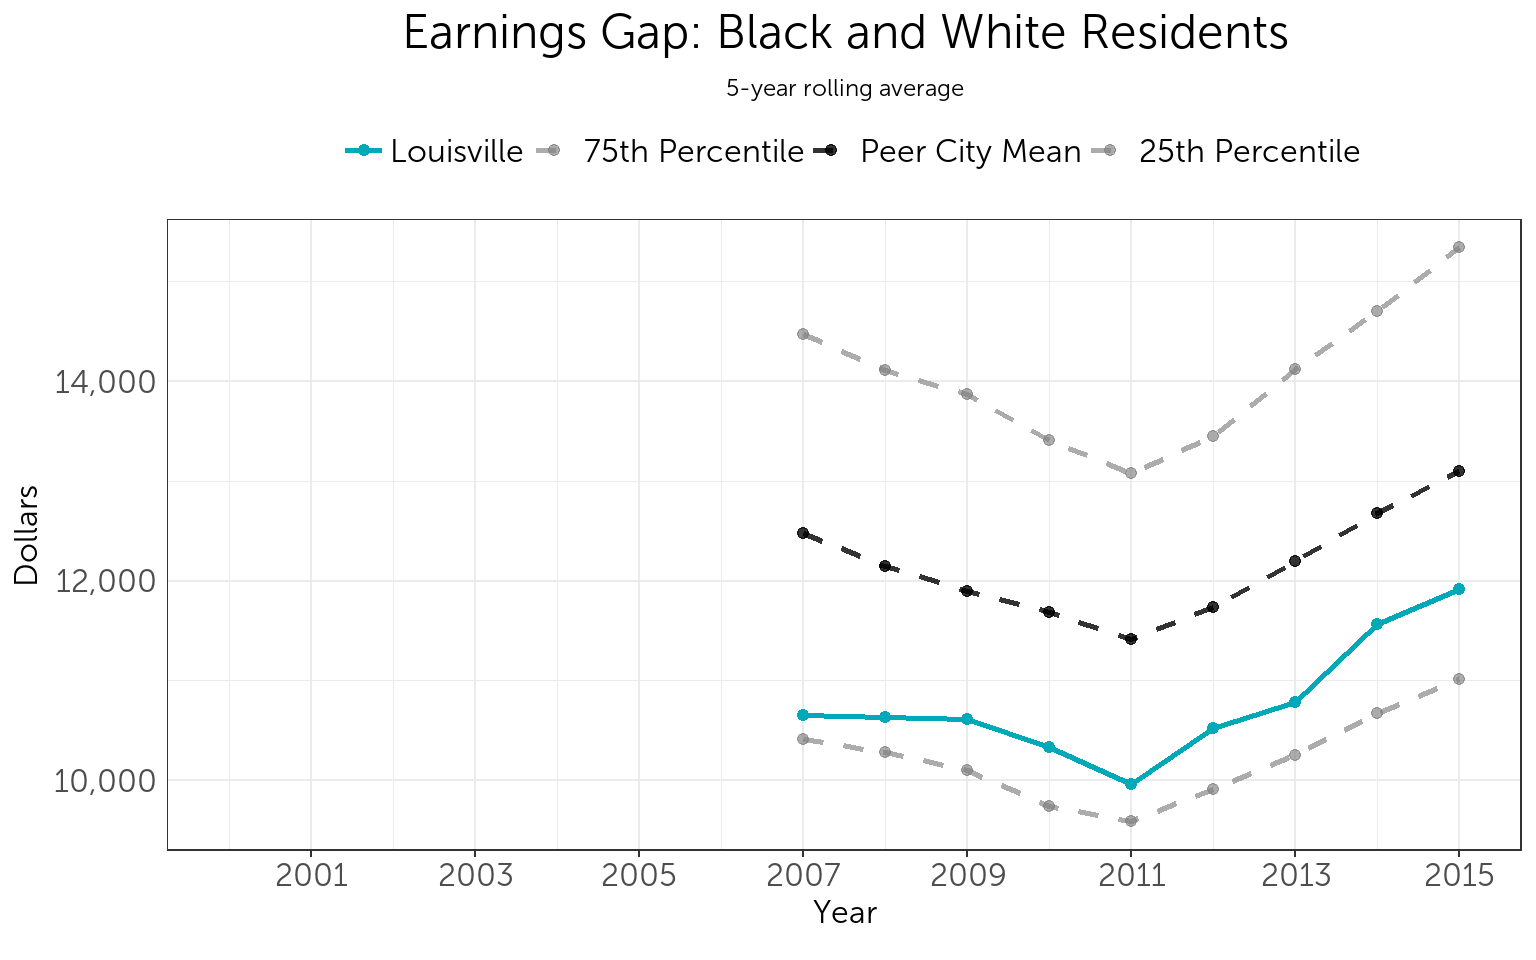 Earnings Gap: Black and White Residents
5-year rolling average
Louisville 75th Percentile Peer City Mean 25th Percentile
14,000
12,000
10,000
Dollars
2001 2003 2005 2007 2009 2011 2013 2015
Year